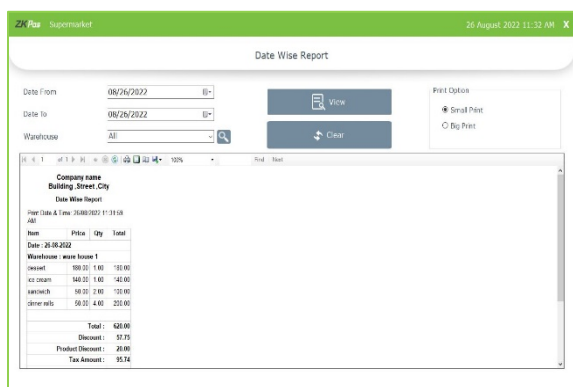 ZKPos Supermarket 26 August 2022 11:32 AM X
Date Wise Report
Date From 08/26/2022
Date To 08/26/2022
Warehouse All
View
Clear
Print Option
Small Print
Big Print
1 of 1 100% Find Next
Company name
Building ,Street ,City
Date Wise Report
Print Date & Time: 26/08/2022 11:31:58
AM
Item Price Qty Total
Date : 26-08-2022
Warehouse : ware house 1
dessert 180.00 1.00 180.00
ice cream 140.00 1.00 140.00
sandwich 50.00 2.00 100.00
dinner rolls 50.00 4.00 200.00
Total : 620.00
Discount : 57.75
Product Discount : 20.00
Tax Amount : 95.74